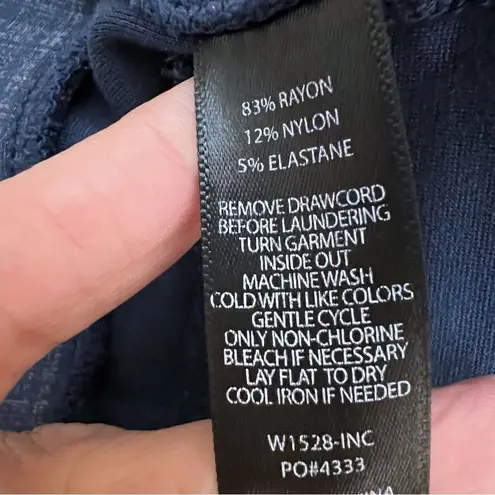 83% RAYON
12% NYLON
5% ELASTANE
REMOVE DRAWCORD
BEFORE LAUNDERING
TURN GARMENT
INSIDE OUT
MACHINE WASH
COLD WITH LIKE COLORS
GENTLE CYCLE
ONLY NON-CHLORINE
BLEACH IF NECESSARY
LAY FLAT TO DRY
COOL IRON IF NEEDED
W1528-INC
PO#4333